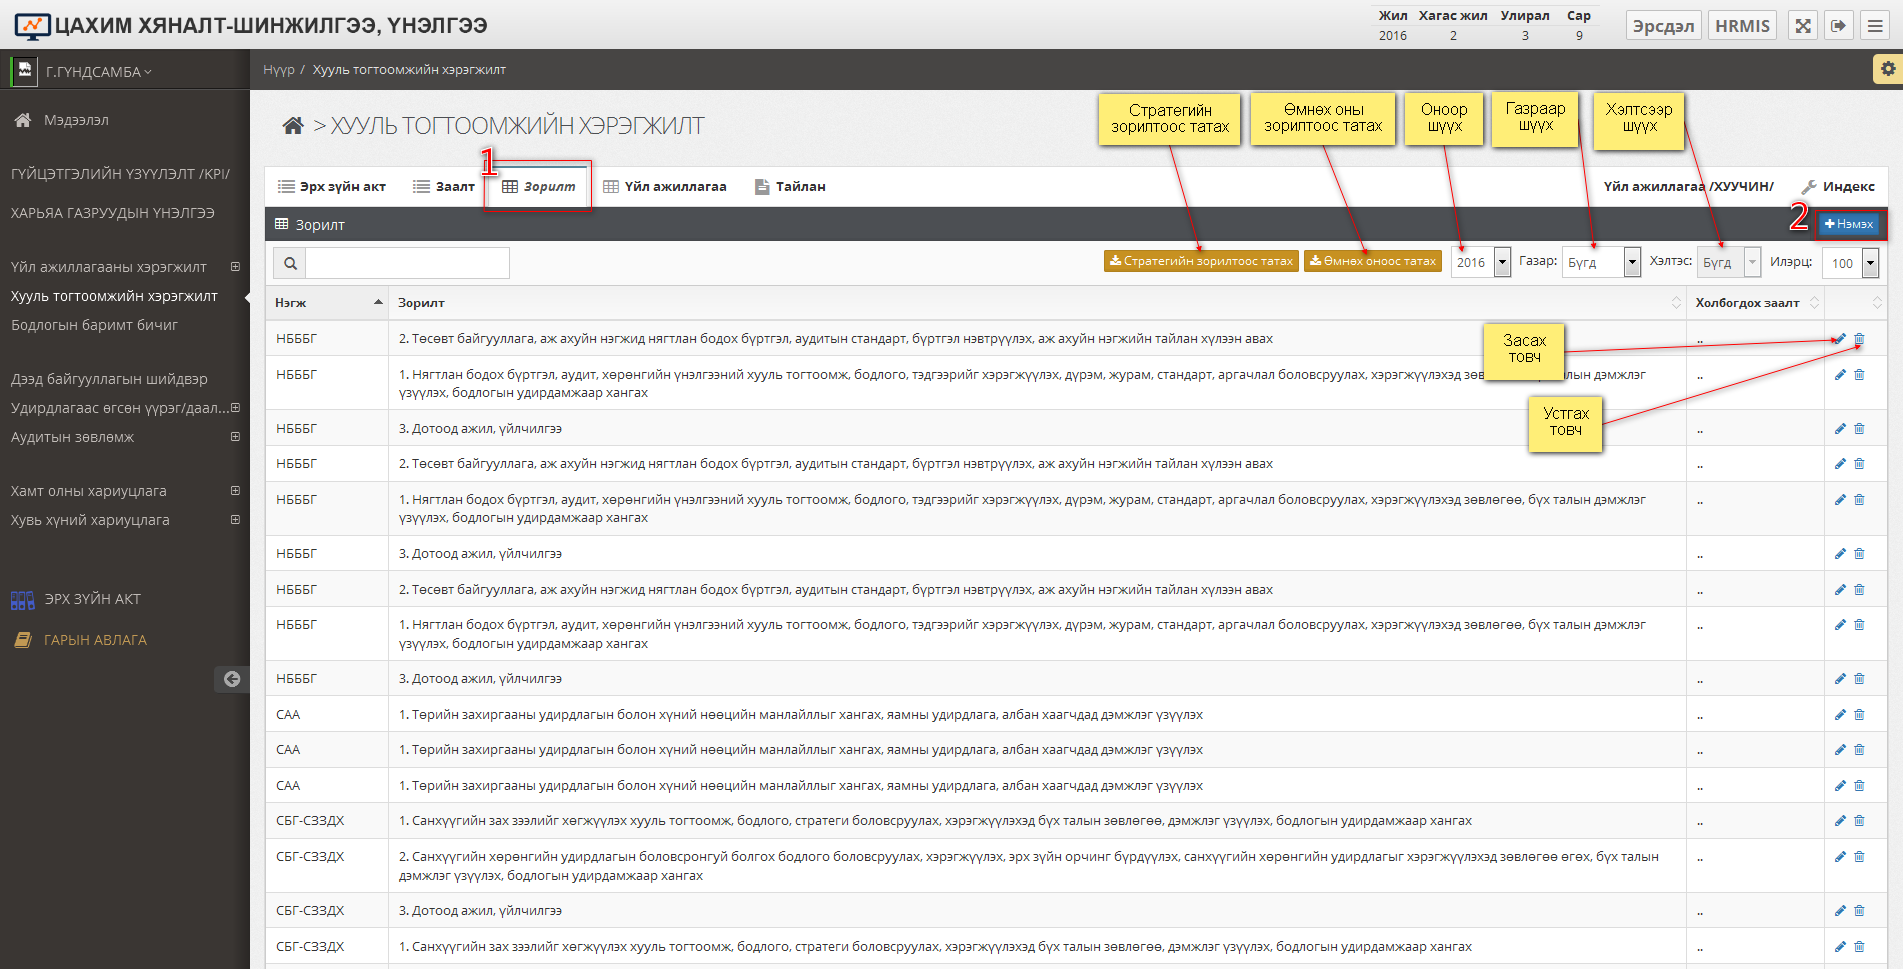 ЦАХИМ ХЯНАЛТ-ШИНЖИЛГЭЭ, ҮНЭЛГЭЭ
Жил Хагас жил Улирал Сар
2016 2 3 9
Эрсдэл HRMIS
Г.ГҮНДСАМБА
Нүүр / Хууль тогтоомжийн хэрэгжилт
Мэдээлэл
ГҮЙЦЭТГЭЛИЙН ҮЗҮҮЛЭЛТ /KPI/
ХАРЬЯА ГАЗРУУДЫН ҮНЭЛГЭЭ
Үйл ажиллагааны хэрэгжилт
Хууль тогтоомжийн хэрэгжилт
Бодлогын баримт бичиг
Дээд байгууллагын шийдвэр
Удирдлагаас өгсөн үүрэг/даал...
Аудитын зөвлөмж
Хамт олны хариуцлага
Хувь хүний хариуцлага
ЭРХ ЗҮЙН АКТ
ГАРЫН АВЛАГА
> ХУУЛЬ ТОГТООМЖИЙН ХЭРЭГЖИЛТ
Стратегийн
зорилтоос татах
Өмнөх оны
зорилтоос татах
Оноор
шүүх
Газраар
шүүх
Хэлтсээр
шүүх
1
Эрх зүйн акт Заалт Зорилт Үйл ажиллагаа Тайлан Үйл ажиллагаа /ХУУЧИН/ Индекс
2
Зорилт Нэмэх
Стратегийн зорилтоос татах Өмнөх оноос татах 2016 Газар: Бүгд Хэлтэс: Бүгд Илэрц: 100
Нэгж Зорилт Холбогдох заалт
НБББГ 2. Төсөвт байгууллага, аж ахуйн нэгжид нягтлан бодох бүртгэл, аудитын стандарт, бүртгэл нэвтрүүлэх, аж ахуйн нэгжийн тайлан хүлээн авах ..
Засах
товч
НБББГ 1. Нягтлан бодох бүртгэл, аудит, хөрөнгийн үнэлгээний хууль тогтоомж, бодлого, тэдгээрийг хэрэгжүүлэх, дүрэм, журам, стандарт, аргачлал боловсруулах, хэрэгжүүлэхэд зөв лын дэмжлэг ..
үзүүлэх, бодлогын удирдамжаар хангах
Устгах
товч
НБББГ 3. Дотоод ажил, үйлчилгээ ..
НБББГ 2. Төсөвт байгууллага, аж ахуйн нэгжид нягтлан бодох бүртгэл, аудитын стандарт, бүртгэл нэвтрүүлэх, аж ахуйн нэгжийн тайлан хүлээн авах ..
НБББГ 1. Нягтлан бодох бүртгэл, аудит, хөрөнгийн үнэлгээний хууль тогтоомж, бодлого, тэдгээрийг хэрэгжүүлэх, дүрэм, журам, стандарт, аргачлал боловсруулах, хэрэгжүүлэхэд зөвлөгөө, бүх талын дэмжлэг ..
үзүүлэх, бодлогын удирдамжаар хангах
НБББГ 3. Дотоод ажил, үйлчилгээ ..
НБББГ 2. Төсөвт байгууллага, аж ахуйн нэгжид нягтлан бодох бүртгэл, аудитын стандарт, бүртгэл нэвтрүүлэх, аж ахуйн нэгжийн тайлан хүлээн авах ..
НБББГ 1. Нягтлан бодох бүртгэл, аудит, хөрөнгийн үнэлгээний хууль тогтоомж, бодлого, тэдгээрийг хэрэгжүүлэх, дүрэм, журам, стандарт, аргачлал боловсруулах, хэрэгжүүлэхэд зөвлөгөө, бүх талын дэмжлэг ..
үзүүлэх, бодлогын удирдамжаар хангах
НБББГ 3. Дотоод ажил, үйлчилгээ ..
САА 1. Төрийн захиргааны удирдлагын болон хүний нөөцийн манлайллыг хангах, яамны удирдлага, албан хаагчдад дэмжлэг үзүүлэх ..
САА 1. Төрийн захиргааны удирдлагын болон хүний нөөцийн манлайллыг хангах, яамны удирдлага, албан хаагчдад дэмжлэг үзүүлэх ..
САА 1. Төрийн захиргааны удирдлагын болон хүний нөөцийн манлайллыг хангах, яамны удирдлага, албан хаагчдад дэмжлэг үзүүлэх ..
СБГ-СЗЗДХ 1. Санхүүгийн зах зээлийг хөгжүүлэх хууль тогтоомж, бодлого, стратеги боловсруулах, хэрэгжүүлэхэд бүх талын зөвлөгөө, дэмжлэг үзүүлэх, бодлогын удирдамжаар хангах ..
СБГ-СЗЗДХ 2. Санхүүгийн хөрөнгийн удирдлагын боловсронгуй болгох бодлого боловсруулах, хэрэгжүүлэх, эрх зүйн орчинг бүрдүүлэх, санхүүгийн хөрөнгийн удирдлагыг хэрэгжүүлэхэд зөвлөгөө өгөх, бүх талын ..
дэмжлэг үзүүлэх, бодлогын удирдамжаар хангах
СБГ-СЗЗДХ 3. Дотоод ажил, үйлчилгээ ..
СБГ-СЗЗДХ 1. Санхүүгийн зах зээлийг хөгжүүлэх хууль тогтоомж, бодлого, стратеги боловсруулах, хэрэгжүүлэхэд бүх талын зөвлөгөө, дэмжлэг үзүүлэх, бодлогын удирдамжаар хангах ..